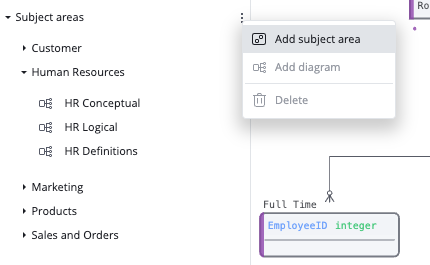 Subject areas
Customer
Human Resources
HR Conceptual
HR Logical
HR Definitions
Marketing
Products
Sales and Orders
Add subject area
Add diagram
Delete
Ro
Full Time
EmployeeID integer